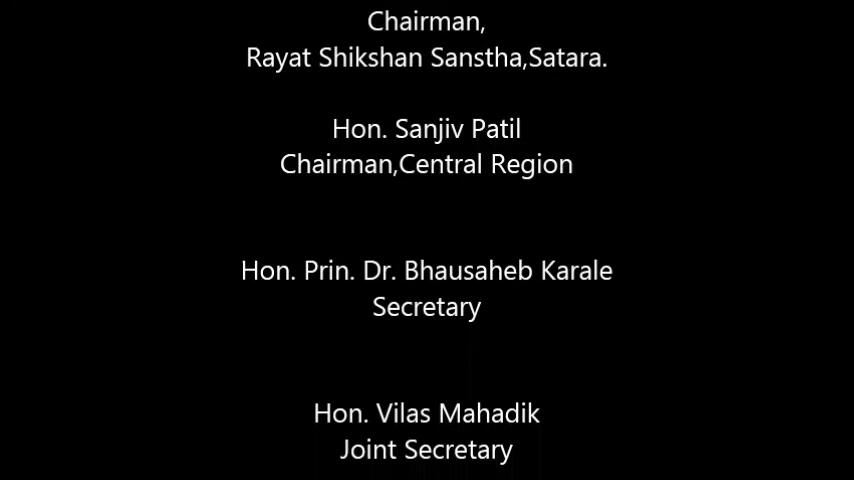 Chairman,
Rayat Shikshan Sanstha,Satara.
Hon. Sanjiv Patil
Chairman,Central Region
Hon. Prin. Dr. Bhausaheb Karale
Secretary
Hon. Vilas Mahadik
Joint Secretary